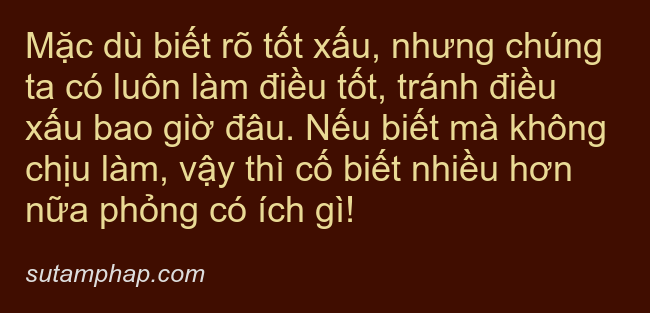 Mặc dù biết rõ tốt xấu, nhưng chúng
ta có luôn làm điều tốt, tránh điều
xấu bao giờ đâu. Nếu biết mà không
chịu làm, vậy thì cố biết nhiều hơn
nữa phỏng có ích gì!
sutamphap.com